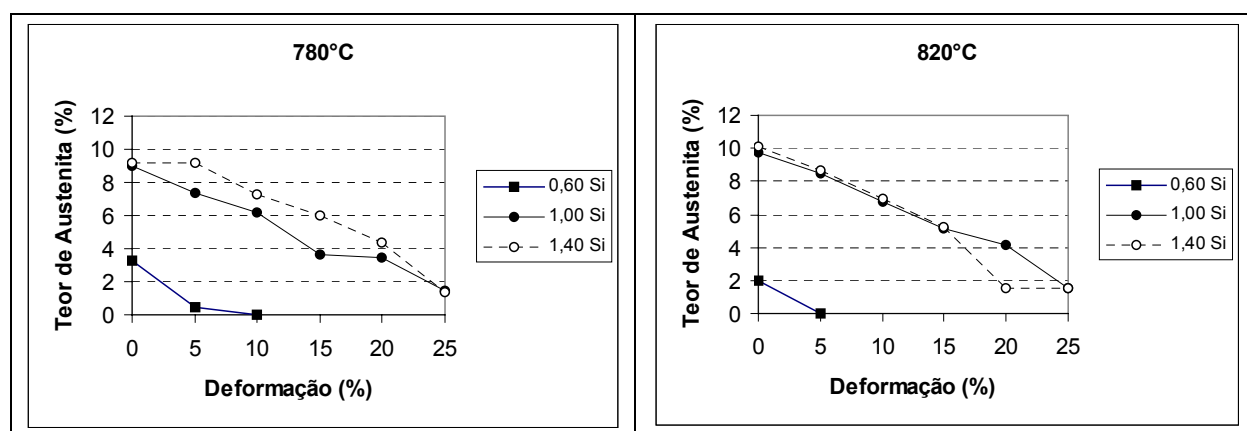 780°C
Teor de Austenita (%)
12
10
8
6
4
2
0
0 5 10 15 20 25
Deformação (%)
0,60 Si
1,00 Si
1,40 Si
820°C
Teor de Austenita (%)
12
10
8
6
4
2
0
0 5 10 15 20 25
Deformação (%)
0,60 Si
1,00 Si
1,40 Si